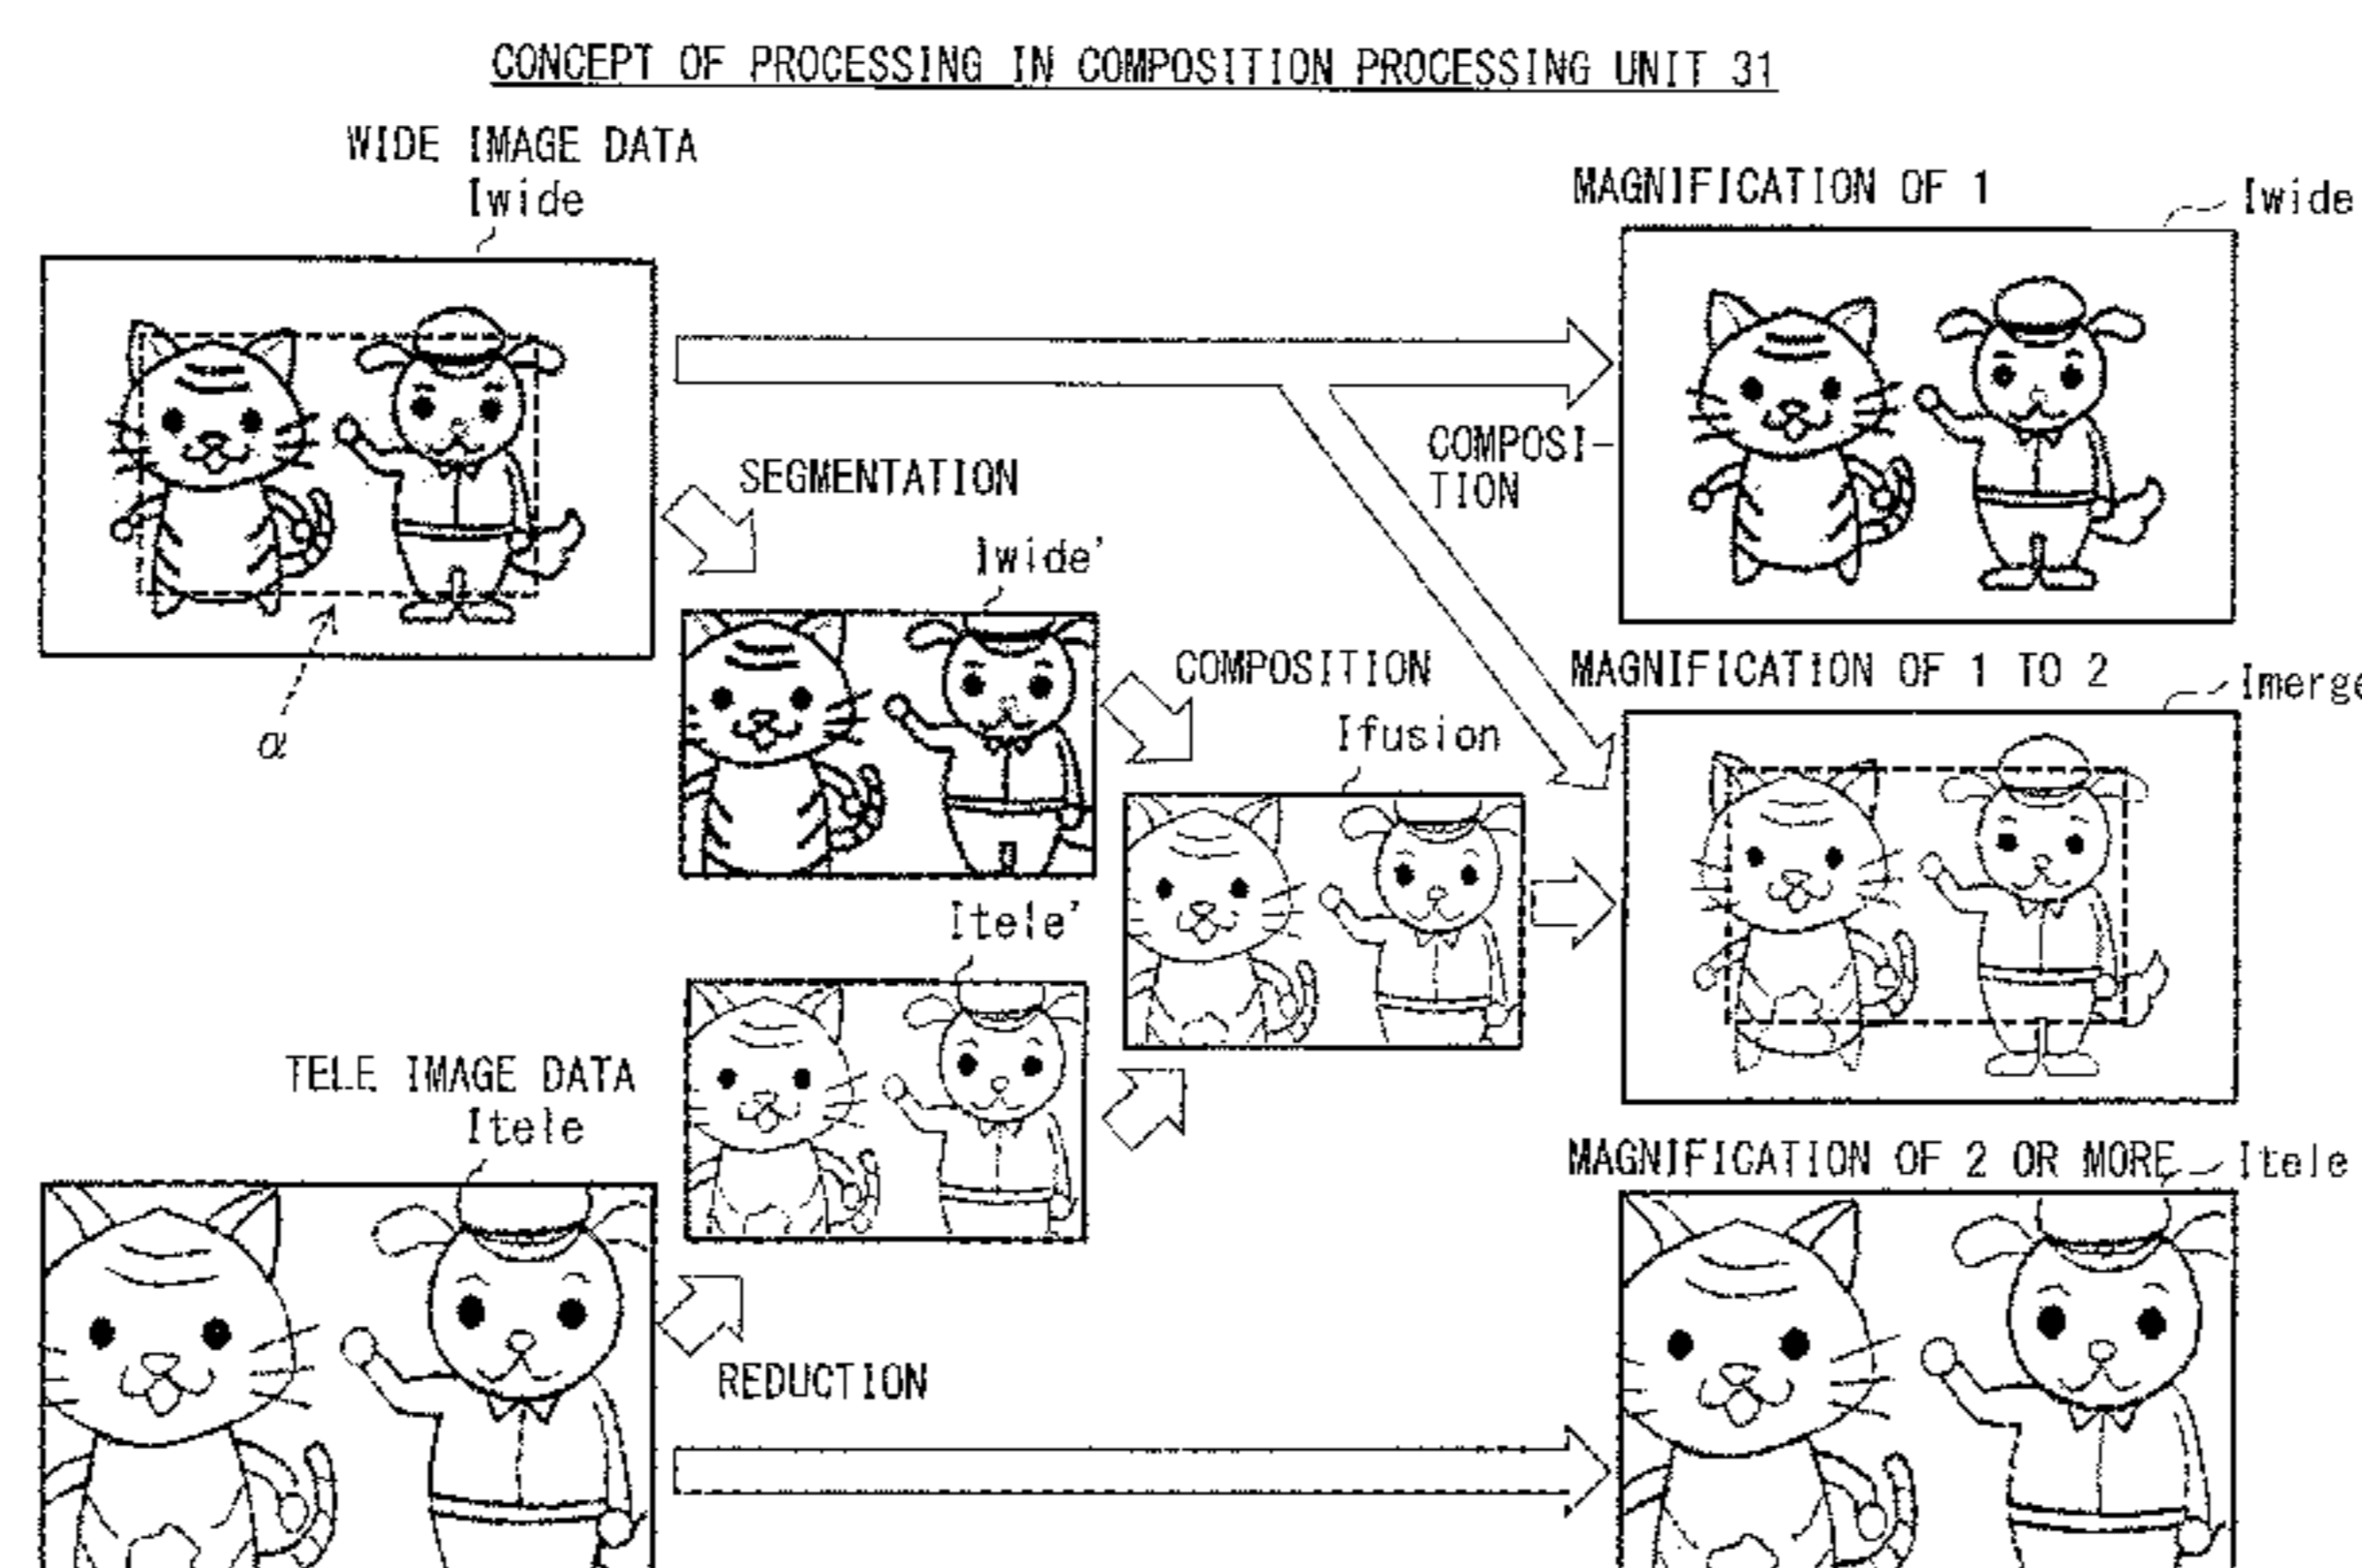 CONCEPT OF PROCESSING IN COMPOSITION PROCESSING UNIT 31
WIDE IMAGE DATA
Iwide
MAGNIFICATION OF 1
Iwide
COMPOSI-
TION
SEGMENTATION
Iwide'
α
COMPOSITION
MAGNIFICATION OF 1 TO 2
Imerge
Ifusion
Itele'
TELE IMAGE DATA
Itele
MAGNIFICATION OF 2 OR MORE
Itele
REDUCTION